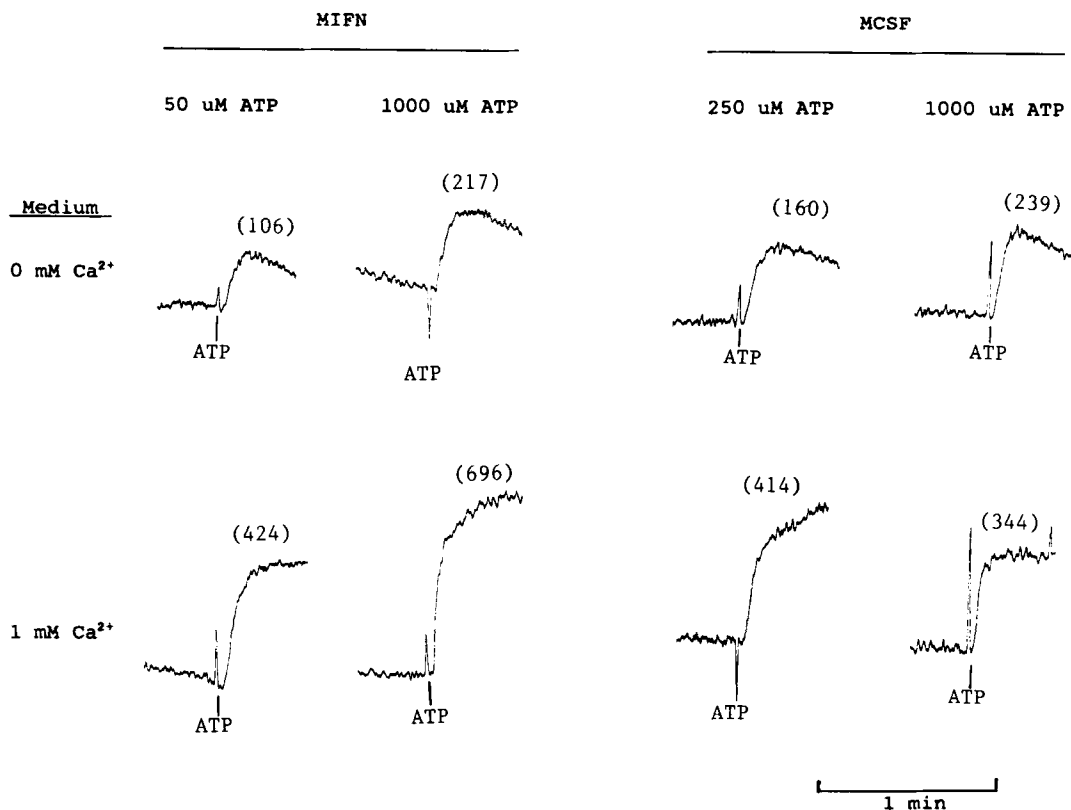 MIFN MCSF
50 uM ATP 1000 uM ATP 250 uM ATP 1000 uM ATP
Medium
(106) (217) (160) (239)
0 mM Ca²⁺
ATP ATP ATP ATP
(424) (696) (414) (344)
1 mM Ca²⁺
ATP ATP ATP ATP
1 min